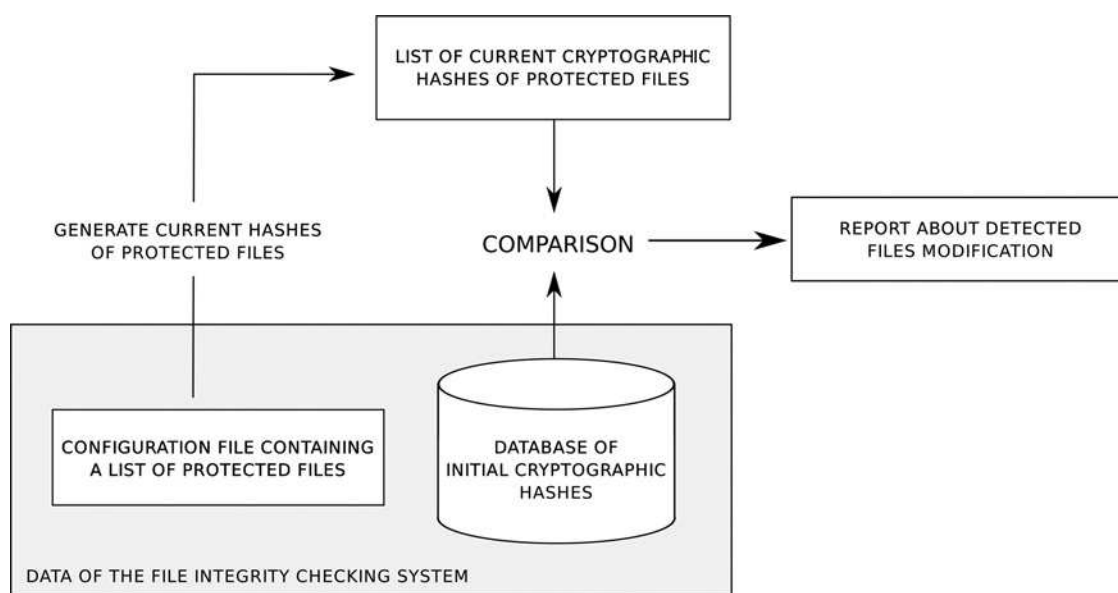 LIST OF CURRENT CRYPTOGRAPHIC
HASHES OF PROTECTED FILES
GENERATE CURRENT HASHES
OF PROTECTED FILES
COMPARISON
REPORT ABOUT DETECTED
FILES MODIFICATION
CONFIGURATION FILE CONTAINING
A LIST OF PROTECTED FILES
DATABASE OF
INITIAL CRYPTOGRAPHIC
HASHES
DATA OF THE FILE INTEGRITY CHECKING SYSTEM